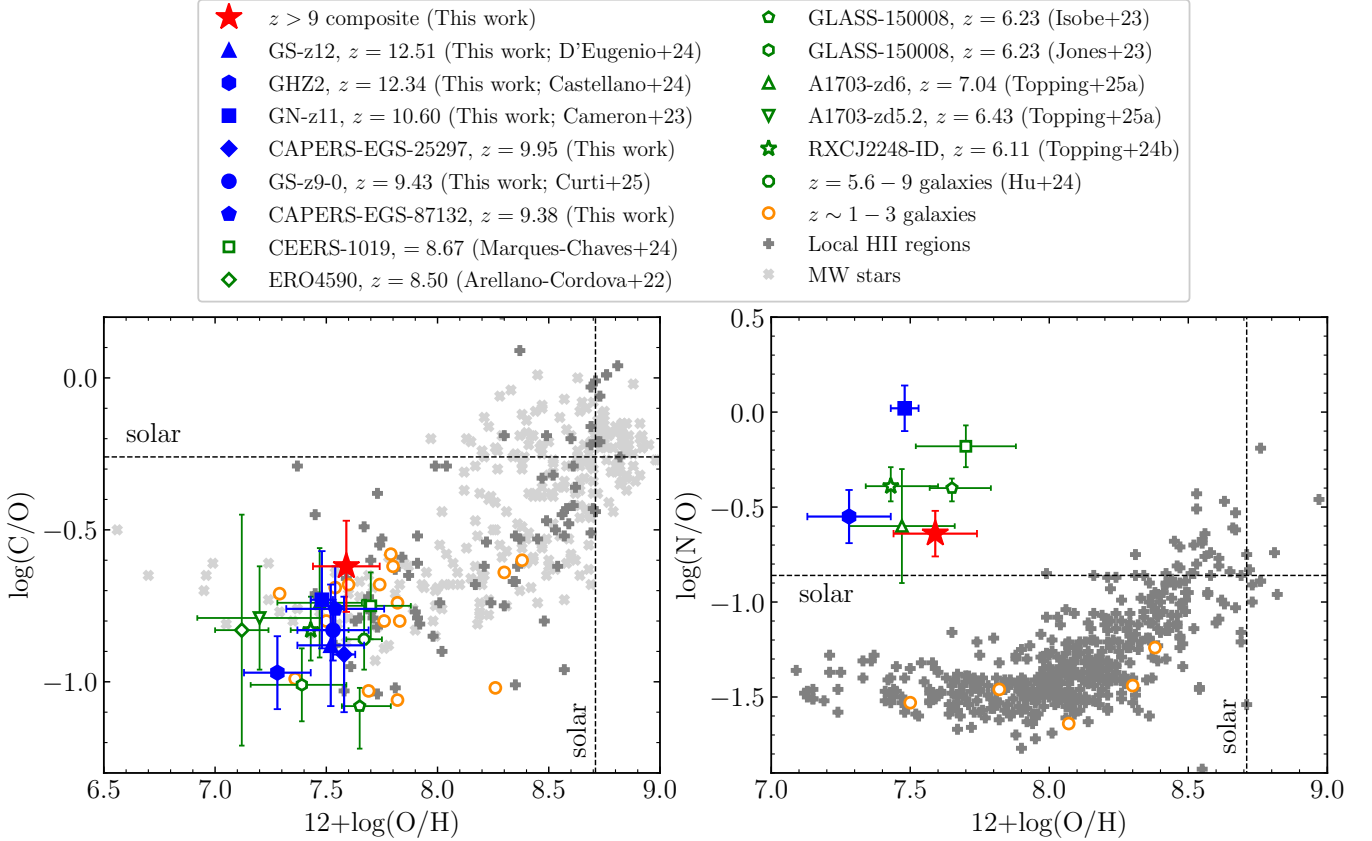 z > 9 composite (This work)
GS-z12, z = 12.51 (This work; D'Eugenio+24)
GHZ2, z = 12.34 (This work; Castellano+24)
GN-z11, z = 10.60 (This work; Cameron+23)
CAPERS-EGS-25297, z = 9.95 (This work)
GS-z9-0, z = 9.43 (This work; Curti+25)
CAPERS-EGS-87132, z = 9.38 (This work)
CEERS-1019, = 8.67 (Marques-Chaves+24)
ERO4590, z = 8.50 (Arellano-Cordova+22)
GLASS-150008, z = 6.23 (Isobe+23)
GLASS-150008, z = 6.23 (Jones+23)
A1703-zd6, z = 7.04 (Topping+25a)
A1703-zd5.2, z = 6.43 (Topping+25a)
RXCJ2248-ID, z = 6.11 (Topping+24b)
z = 5.6 − 9 galaxies (Hu+24)
z ∼ 1 − 3 galaxies
Local HII regions
MW stars
log(C/O)
0.0
−0.5
−1.0
solar
solar
6.5 7.0 7.5 8.0 8.5 9.0
12+log(O/H)
log(N/O)
0.5
0.0
−0.5
−1.0
−1.5
solar
solar
7.0 7.5 8.0 8.5 9.0
12+log(O/H)